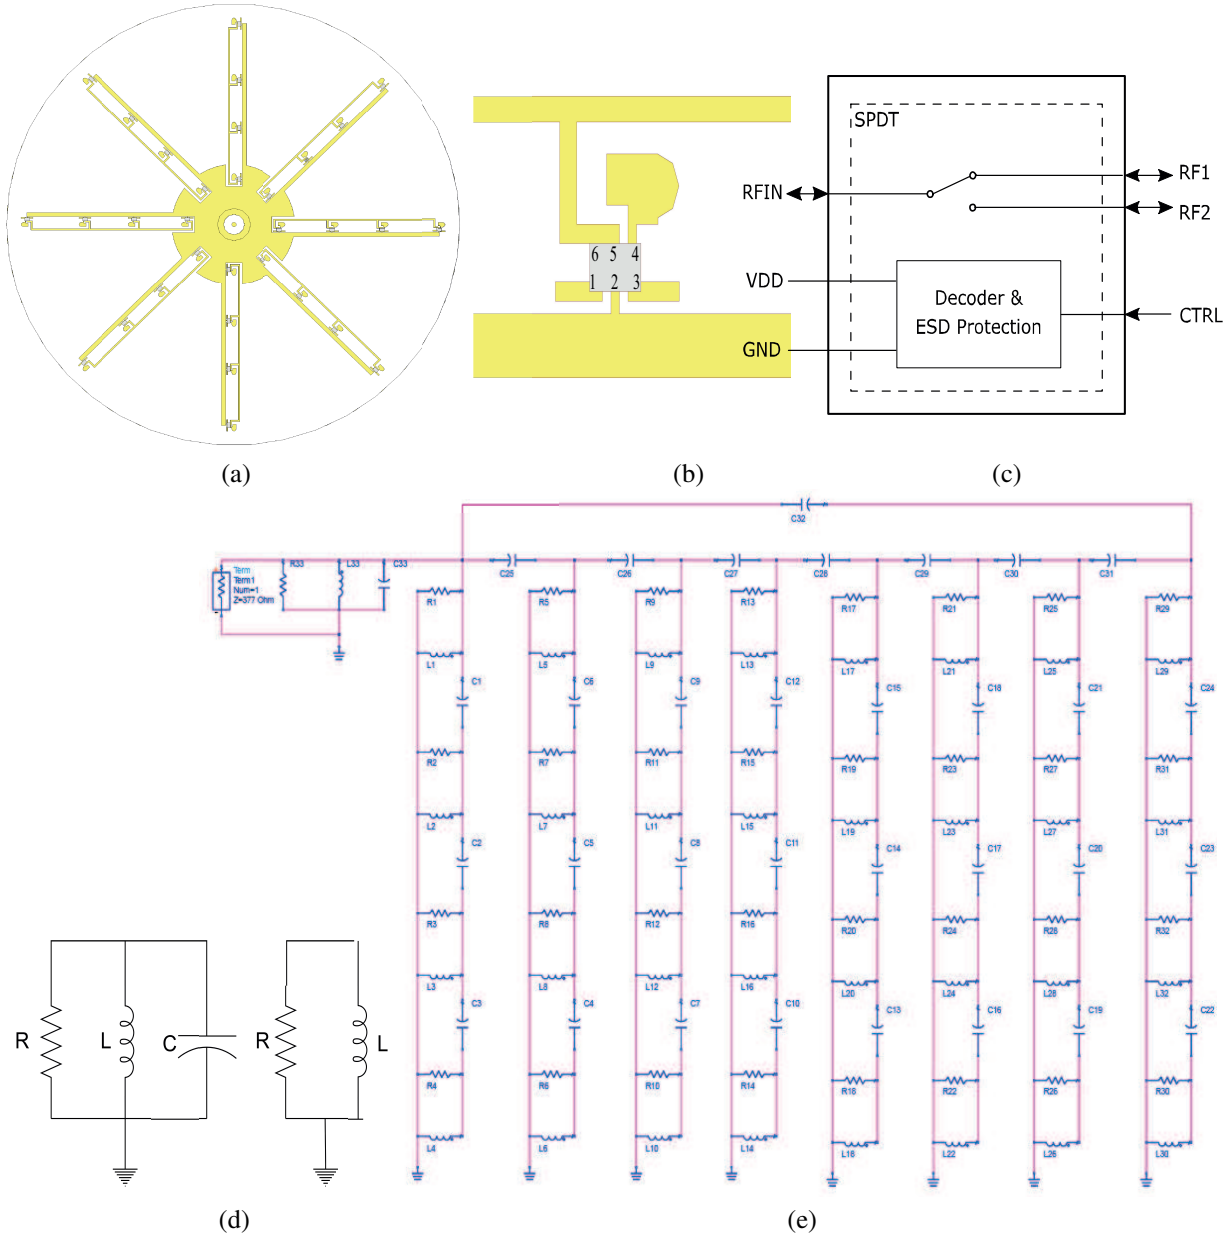 SPDT
RFIN
RF1
RF2
6 5 4
1 2 3
VDD
Decoder &
ESD Protection
CTRL
GND
(a)
(b)
(c)
C32
Term
Term1
Num=1
Z=377 Ohm
R33
L33
C33
C25
C26
C27
C28
C29
C30
C31
R1
R5
R9
R13
R17
R21
R25
R29
L1
L5
L9
L13
L17
L21
L25
L29
C1
C6
C9
C12
C15
C18
C21
C24
R2
R7
R11
R15
R19
R23
R27
R31
L2
L7
L11
L15
L19
L23
L27
L31
C2
C5
C8
C11
C14
C17
C20
C23
R3
R8
R12
R16
R20
R24
R28
R32
L3
L8
L12
L16
L20
L24
L28
L32
C3
C4
C7
C10
C13
C16
C19
C22
R4
R6
R10
R14
R18
R22
R26
R30
L4
L6
L10
L14
L18
L22
L26
L30
R
L
C
R
L
(d)
(e)